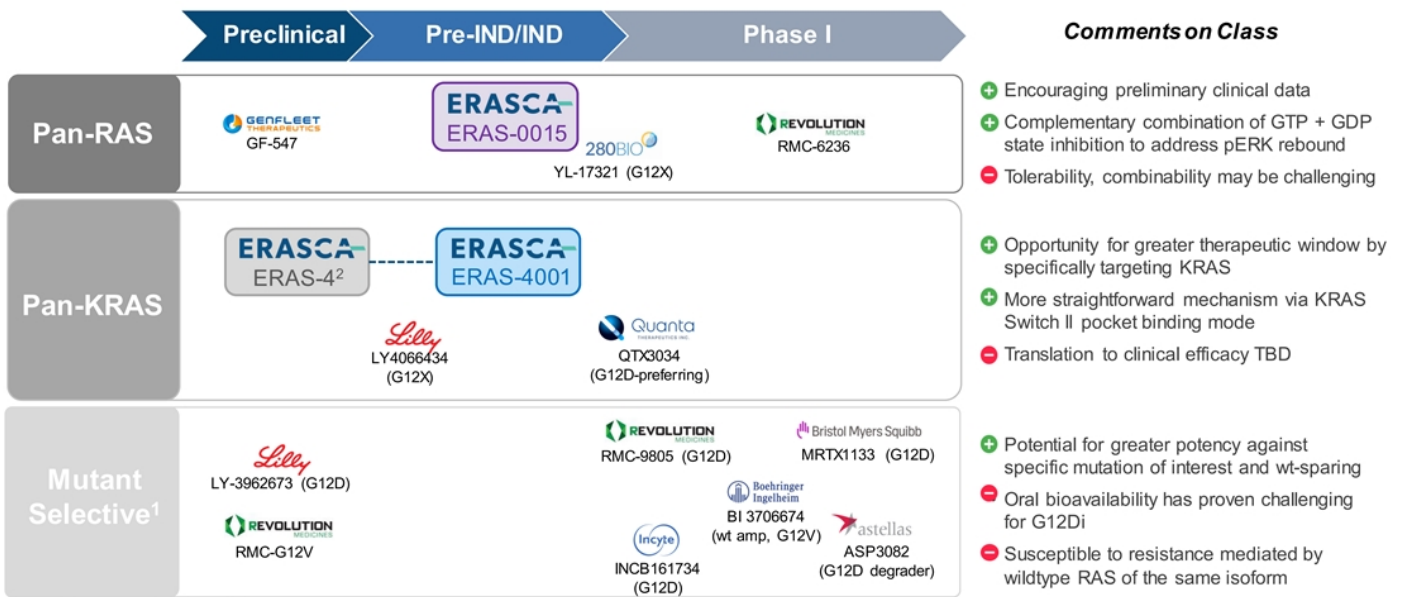 Preclinical
Pre-IND/IND
Phase I
Comments on Class
Pan-RAS
GENFLEET
THERAPEUTICS
GF-547
ERASCA
ERAS-0015
280BIO
YL-17321 (G12X)
REVOLUTION
MEDICINES
RMC-6236
Encouraging preliminary clinical data
Complementary combination of GTP + GDP
state inhibition to address pERK rebound
Tolerability, combinability may be challenging
Pan-KRAS
ERASCA
ERAS-4²
ERASCA
ERAS-4001
Lilly
LY4066434
(G12X)
Quanta
THERAPEUTICS INC.
QTX3034
(G12D-preferring)
Opportunity for greater therapeutic window by
specifically targeting KRAS
More straightforward mechanism via KRAS
Switch II pocket binding mode
Translation to clinical efficacy TBD
Mutant
Selective¹
Lilly
LY-3962673 (G12D)
REVOLUTION
MEDICINES
RMC-G12V
REVOLUTION
MEDICINES
RMC-9805 (G12D)
Bristol Myers Squibb
MRTX1133 (G12D)
Boehringer
Ingelheim
BI 3706674
(wt amp, G12V)
Incyte
INCB161734
(G12D)
astellas
ASP3082
(G12D degrader)
Potential for greater potency against
specific mutation of interest and wt-sparing
Oral bioavailability has proven challenging
for G12Di
Susceptible to resistance mediated by
wildtype RAS of the same isoform